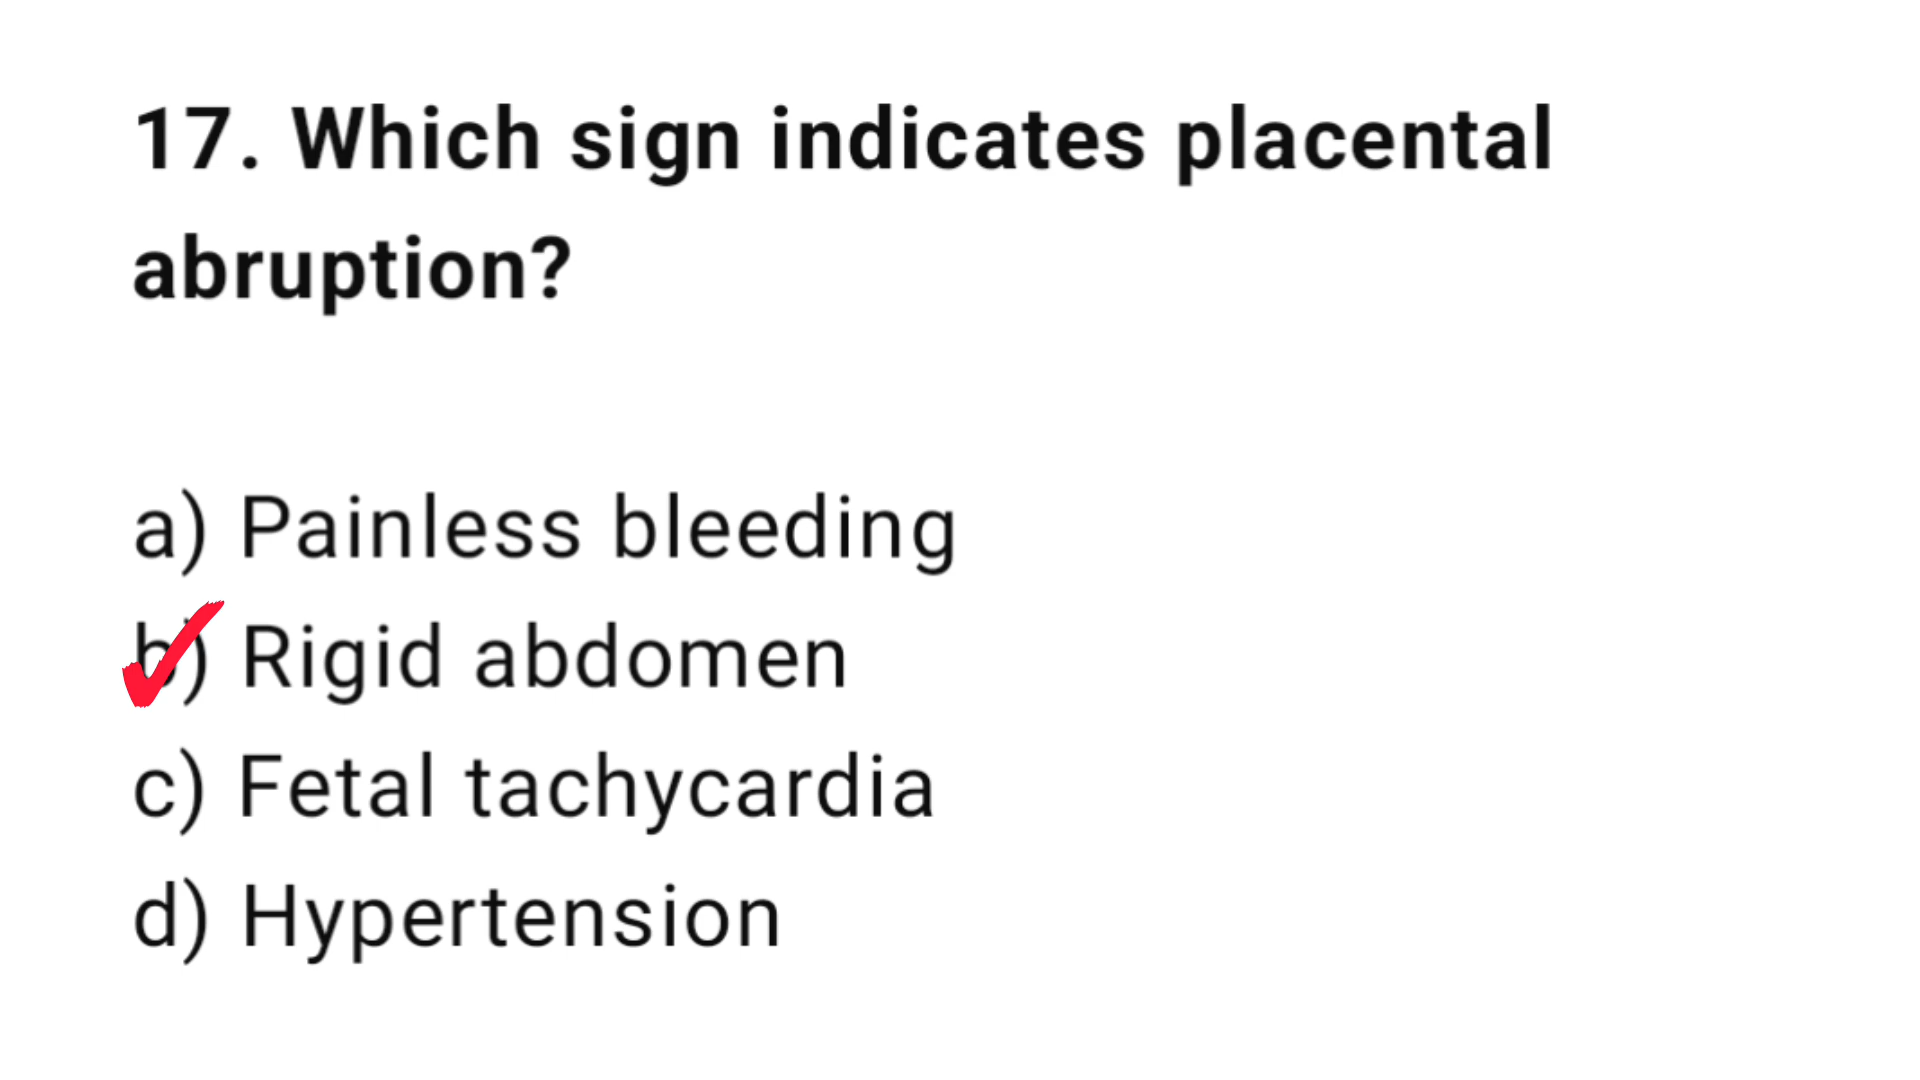 17. Which sign indicates placental
abruption?
a) Painless bleeding
b) Rigid abdomen
c) Fetal tachycardia
d) Hypertension